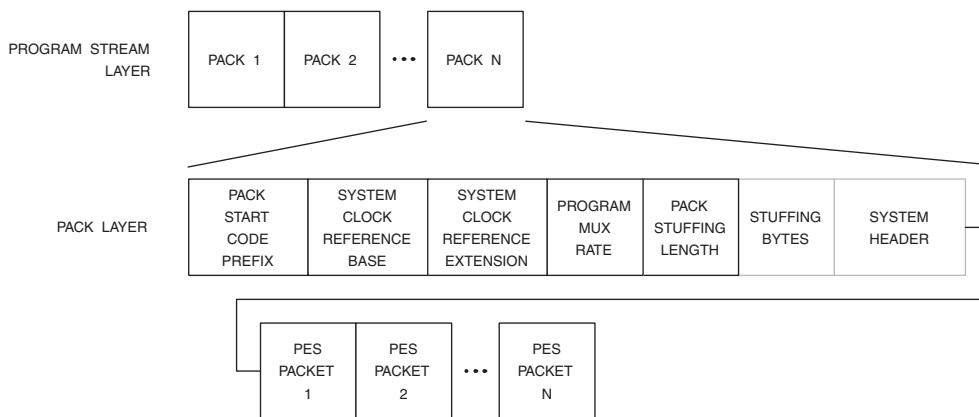 PROGRAM STREAM
LAYER
PACK 1
PACK 2
•••
PACK N
PACK LAYER
PACK
START
CODE
PREFIX
SYSTEM
CLOCK
REFERENCE
BASE
SYSTEM
CLOCK
REFERENCE
EXTENSION
PROGRAM
MUX
RATE
PACK
STUFFING
LENGTH
STUFFING
BYTES
SYSTEM
HEADER
PES
PACKET
1
PES
PACKET
2
•••
PES
PACKET
N